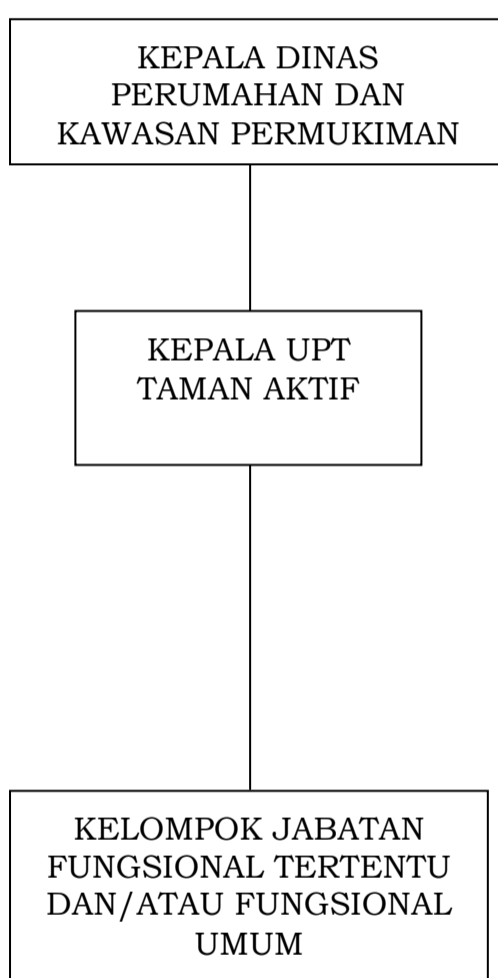 KEPALA DINAS
PERUMAHAN DAN
KAWASAN PERMUKIMAN
KEPALA UPT
TAMAN AKTIF
KELOMPOK JABATAN
FUNGSIONAL TERTENTU
DAN/ATAU FUNGSIONAL
UMUM